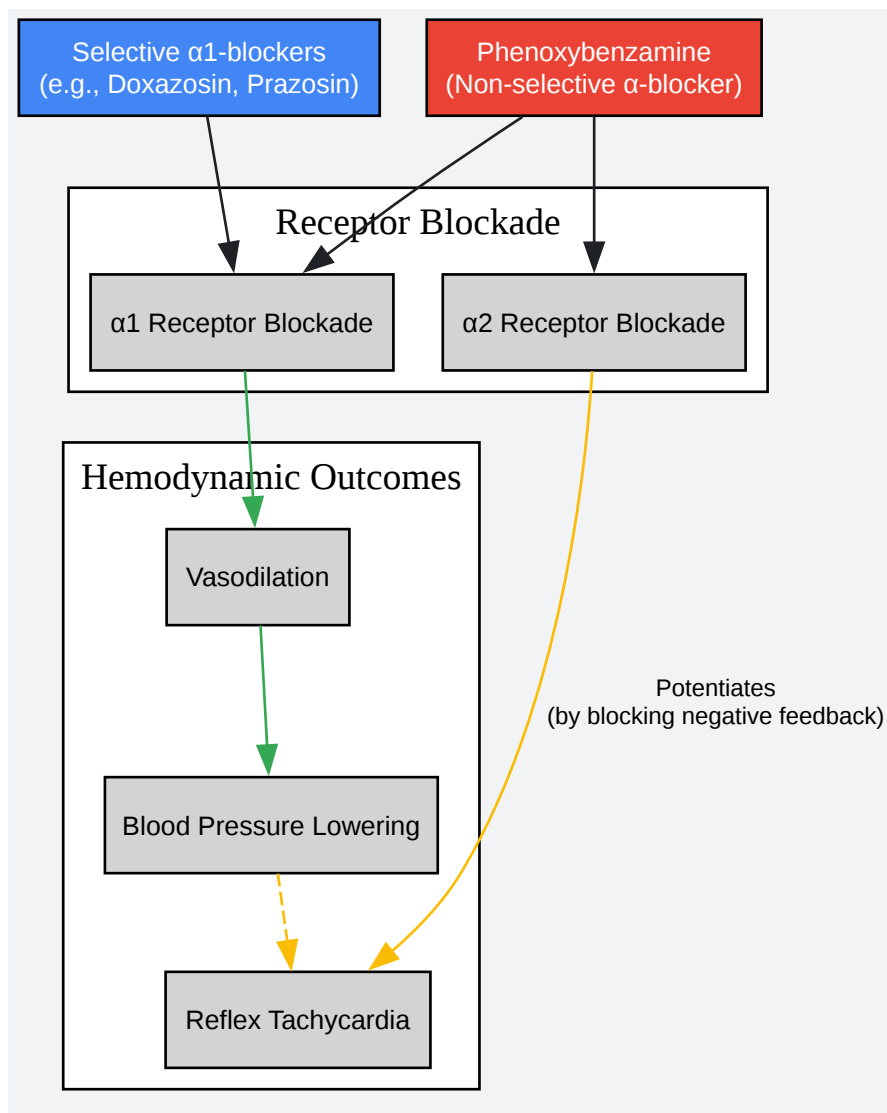 Selective α1-blockers
(e.g., Doxazosin, Prazosin)
Phenoxybenzamine
(Non-selective α-blocker)
Receptor Blockade
α1 Receptor Blockade
α2 Receptor Blockade
Hemodynamic Outcomes
Vasodilation
Potentiates
(by blocking negative feedback)
Blood Pressure Lowering
Reflex Tachycardia